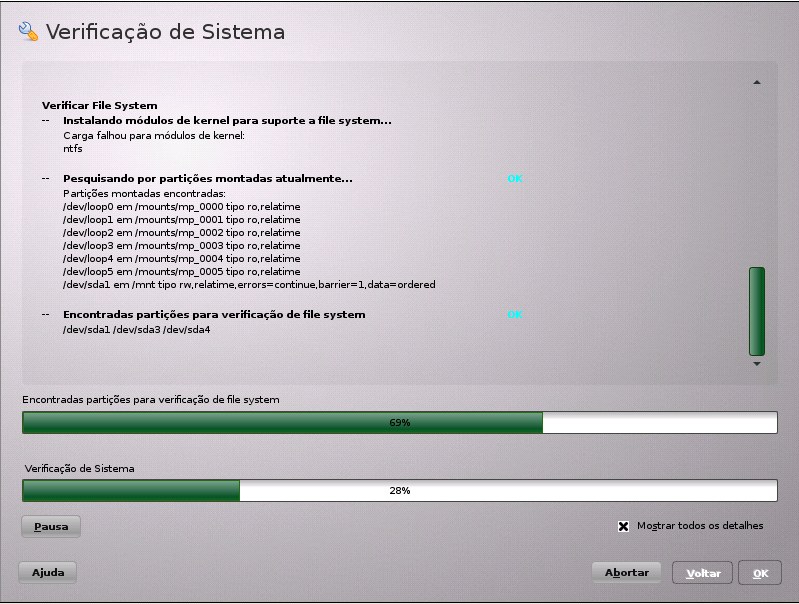 Verificação de Sistema
Verificar File System
-- Instalando módulos de kernel para suporte a file system...
Carga falhou para módulos de kernel:
ntfs
-- Pesquisando por partições montadas atualmente... OK
Partições montadas encontradas:
/dev/loop0 em /mounts/mp_0000 tipo ro,relatime
/dev/loop1 em /mounts/mp_0001 tipo ro,relatime
/dev/loop2 em /mounts/mp_0002 tipo ro,relatime
/dev/loop3 em /mounts/mp_0003 tipo ro,relatime
/dev/loop4 em /mounts/mp_0004 tipo ro,relatime
/dev/loop5 em /mounts/mp_0005 tipo ro,relatime
/dev/sda1 em /mnt tipo rw,relatime,errors=continue,barrier=1,data=ordered
-- Encontradas partições para verificação de file system OK
/dev/sda1 /dev/sda3 /dev/sda4
Encontradas partições para verificação de file system
69%
Verificação de Sistema
28%
Pausa Mostrar todos os detalhes
Ajuda Abortar Voltar OK